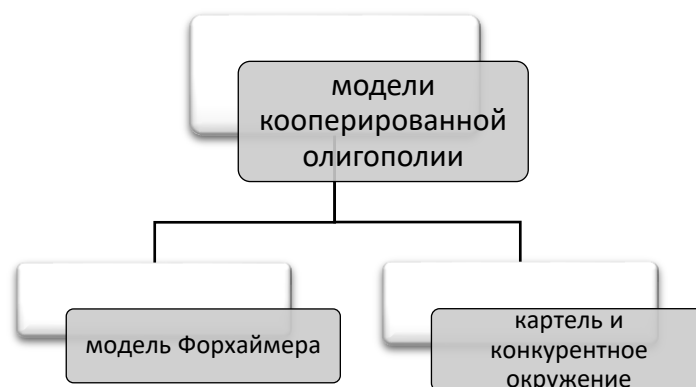 модели
кооперированной
олигополии
модель Форхаймера
картель и
конкурентное
окружение